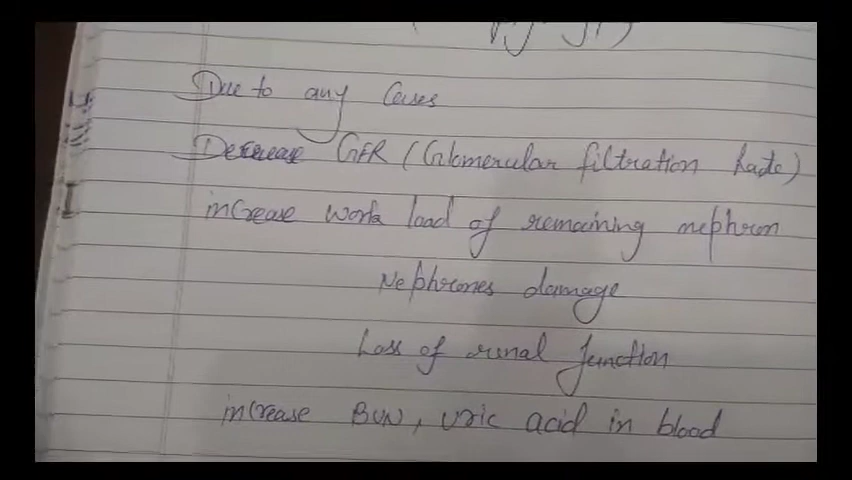 Due to any Causes
Decrease GFR (Glomerular filtration Rate)
increase work load of remaining nephron
Nephrones damage
Loss of renal function
increase BUN, uric acid in blood